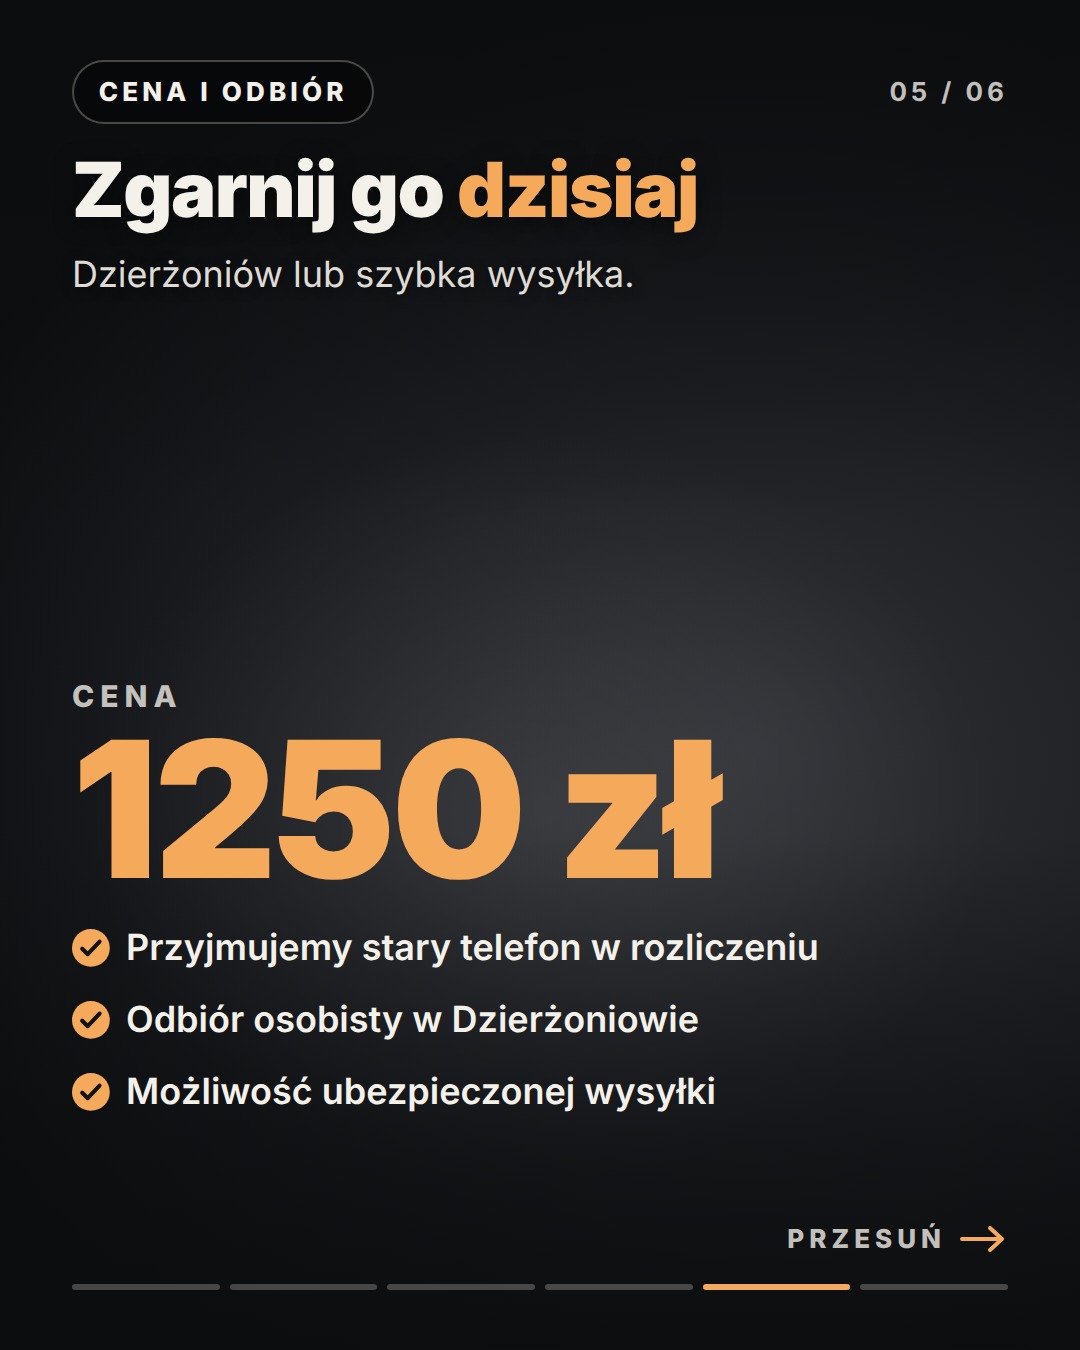 CENA I ODBIÓR
05 / 06
Zgarnij go dzisiaj
Dzierżoniów lub szybka wysyłka.
CENA
1250 zł
Przyjmujemy stary telefon w rozliczeniu
Odbiór osobisty w Dzierżoniowie
Możliwość ubezpieczonej wysyłki
PRZESUŃ